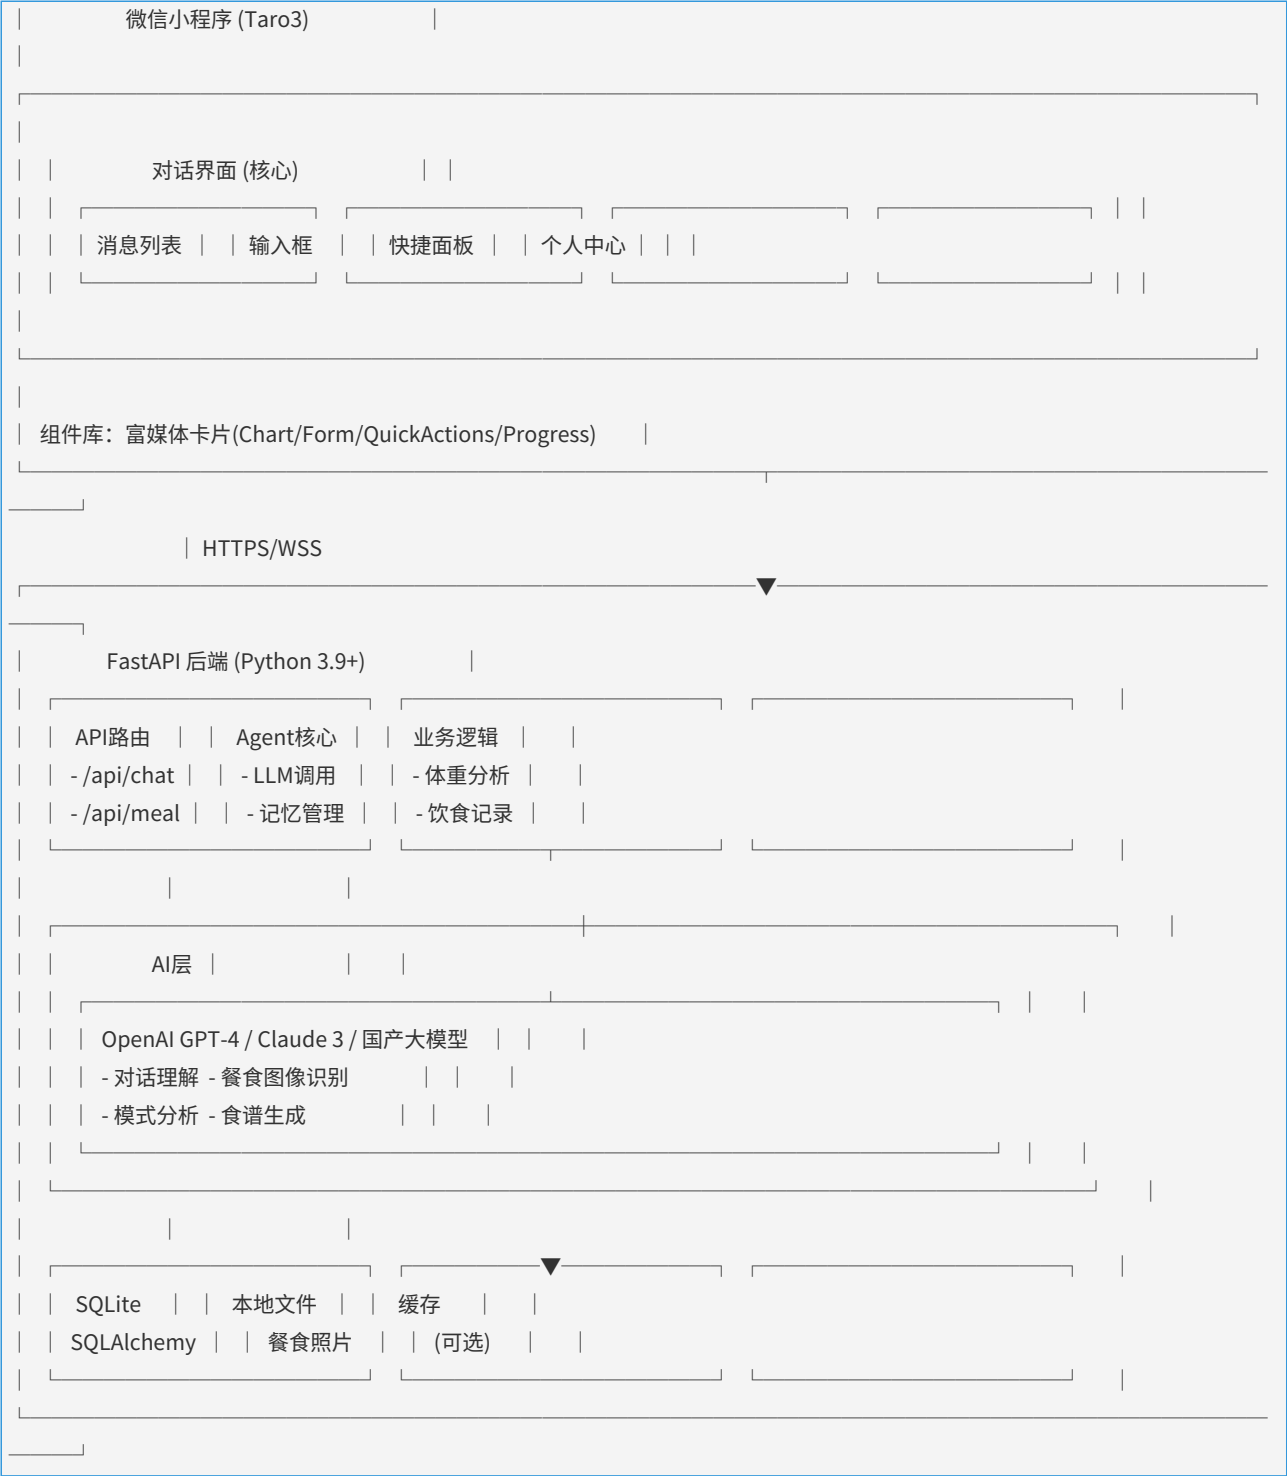 微信小程序 (Taro3)
对话界面 (核心)
消息列表 输入框 快捷面板 个人中心
组件库：富媒体卡片(Chart/Form/QuickActions/Progress)
HTTPS/WSS
FastAPI 后端 (Python 3.9+)
API路由 Agent核心 业务逻辑
- /api/chat - LLM调用 - 体重分析
- /api/meal - 记忆管理 - 饮食记录
AI层
OpenAI GPT-4 / Claude 3 / 国产大模型
- 对话理解 - 餐食图像识别
- 模式分析 - 食谱生成
SQLite 本地文件 缓存
SQLAlchemy 餐食照片 (可选)